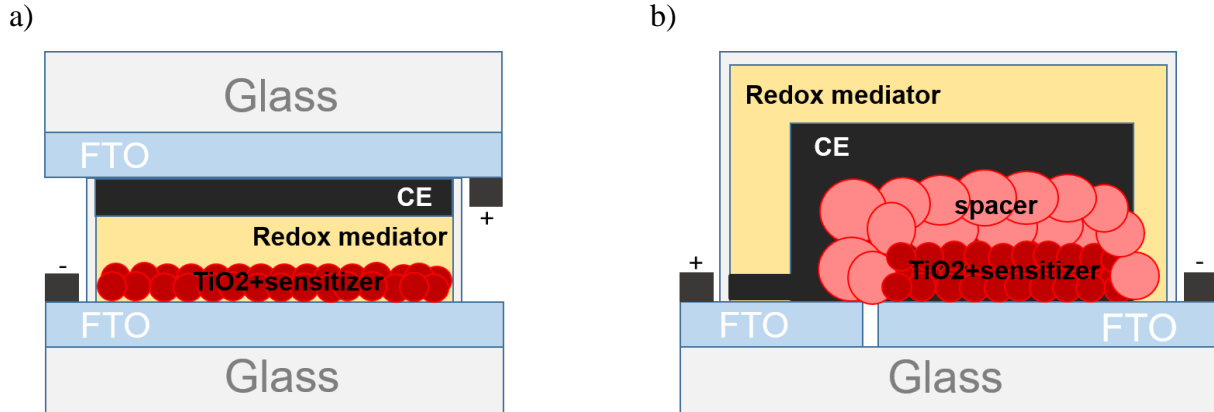 a)
Glass
FTO
CE
+
Redox mediator
-
TiO2+sensitizer
FTO
Glass
b)
Redox mediator
CE
spacer
+
TiO2+sensitizer
-
FTO
FTO
Glass